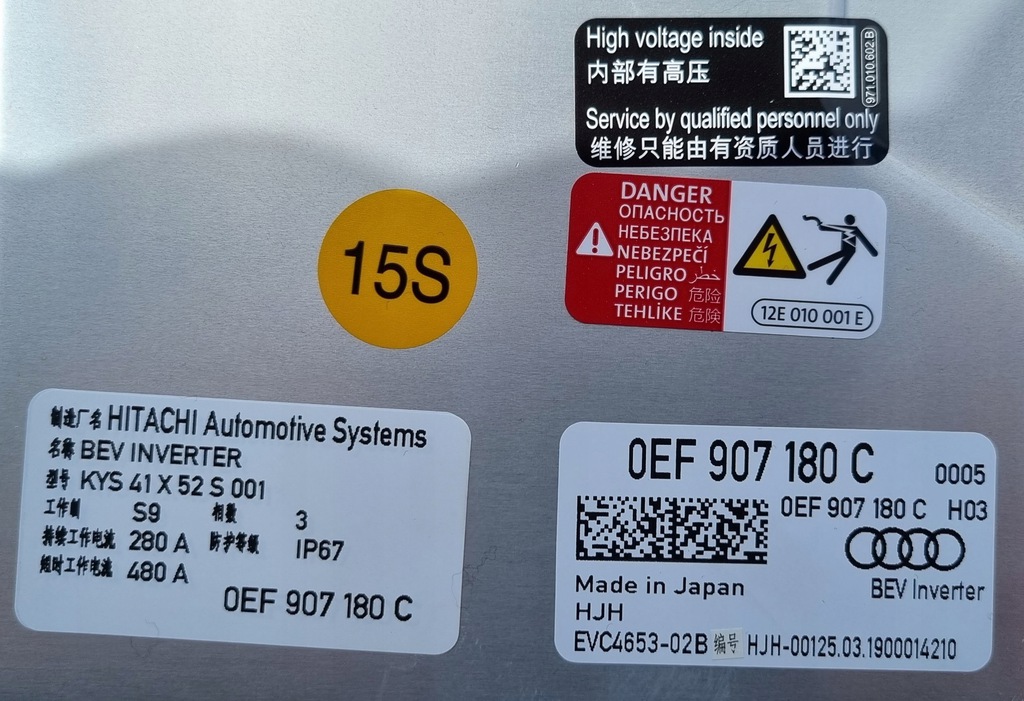 High voltage inside
内部有高压
971.010.602.B
Service by qualified personnel only
维修只能由有资质人员进行
DANGER
ОПАСНОСТЬ
НЕБЕЗПЕКА
NEBEZPEČÍ
PELIGRO خطر
PERIGO 危险
TEHLİKE 危険
12E 010 001 E
15S
制造厂名 HITACHI Automotive Systems
名称 BEV INVERTER
型号 KYS 41 X 52 S 001
工作制 S9 相数 3
持续工作电流 280 A 防护等级 IP67
短时工作电流 480 A
0EF 907 180 C
0EF 907 180 C 0005
0EF 907 180 C H03
BEV Inverter
Made in Japan
HJH
EVC4653-02B 编号 HJH-00125.03.1900014210